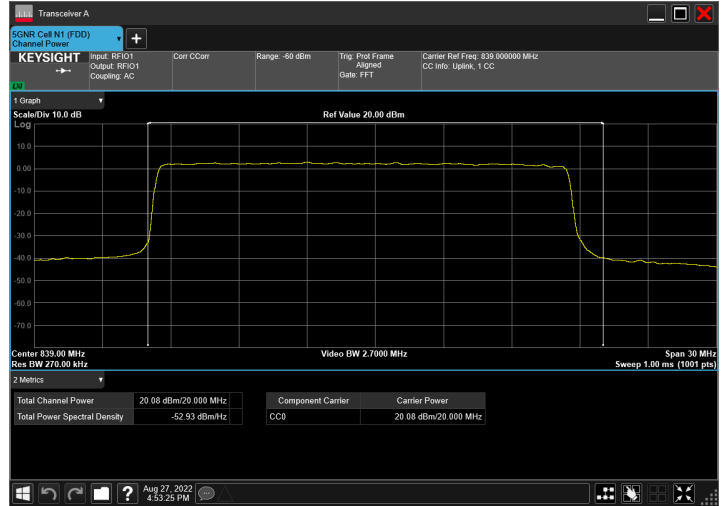 Transceiver A
5GNR Cell N1 (FDD)
Channel Power
KEYSIGHT
LXI
Input: RFIO1
Output: RFIO1
Coupling: AC
Corr CCorr
Range: -60 dBm
Trig: Prot Frame
Aligned
Gate: FFT
Carrier Ref Freq: 839.000000 MHz
CC Info: Uplink, 1 CC
1 Graph
Scale/Div 10.0 dB
Ref Value 20.00 dBm
Log
10.0
0.00
-10.0
-20.0
-30.0
-40.0
-50.0
-60.0
-70.0
Center 839.00 MHz
Video BW 2.7000 MHz
Span 30 MHz
Res BW 270.00 kHz
Sweep 1.00 ms (1001 pts)
2 Metrics
Total Channel Power 20.08 dBm/20.000 MHz
Total Power Spectral Density -52.93 dBm/Hz
Component Carrier Carrier Power
CC0 20.08 dBm/20.000 MHz
Aug 27, 2022
4:53:25 PM